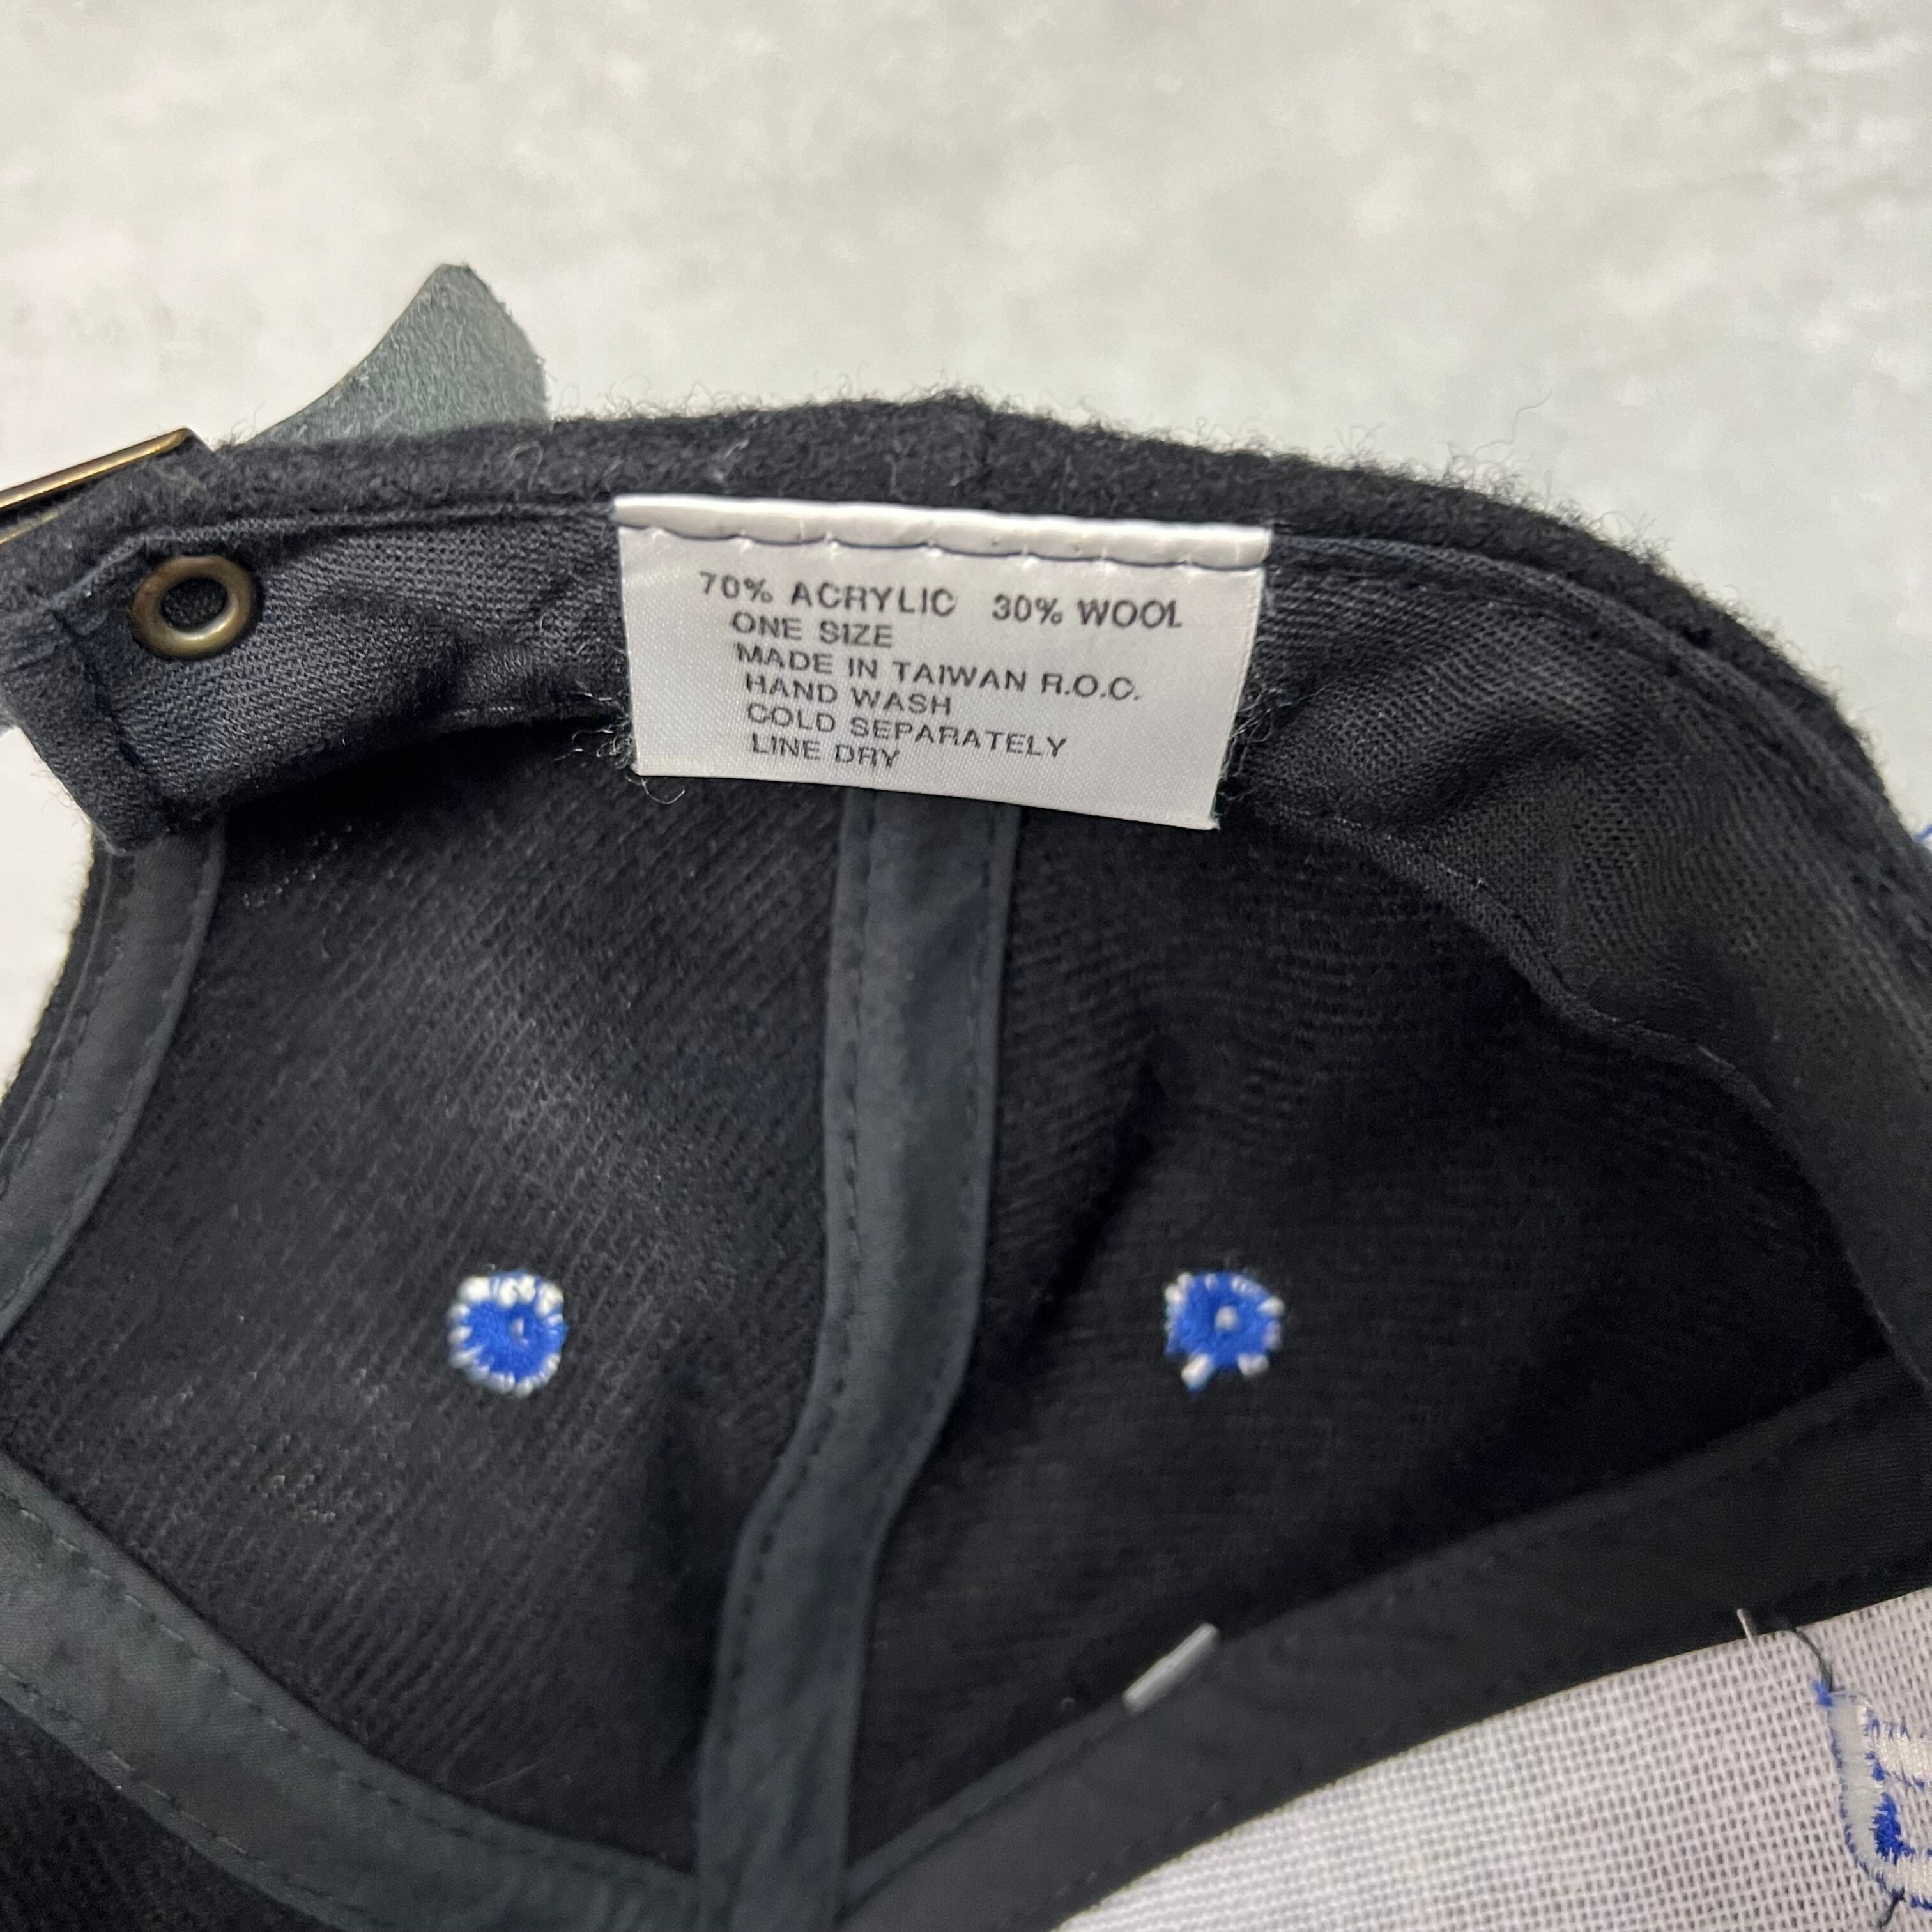 70% ACRYLIC 30% WOOL
ONE SIZE
MADE IN TAIWAN R.O.C.
HAND WASH
COLD SEPARATELY
LINE DRY